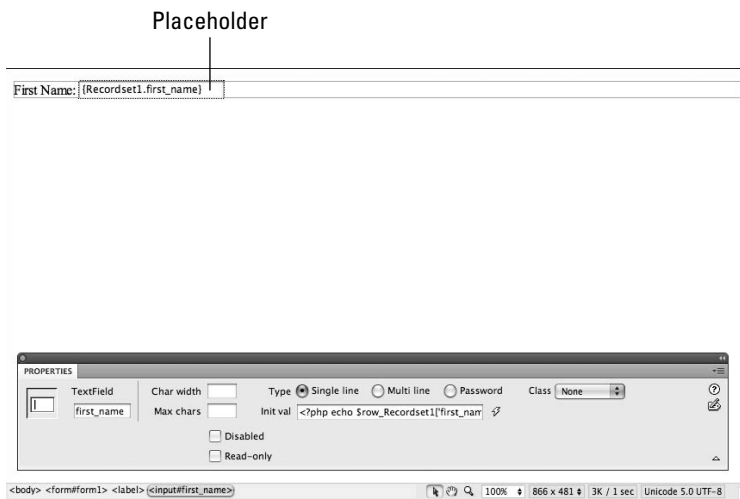 Placeholder
First Name: {Recordset1.first_name}
PROPERTIES
TextField Char width Type Single line Multi line Password Class None
first_name Max chars Init val <?php echo $row_Recordset1['first_nam
Disabled
Read-only
<body> <form#form1> <label> <input#first_name> 100% 866 x 481 3K / 1 sec Unicode 5.0 UTF-8